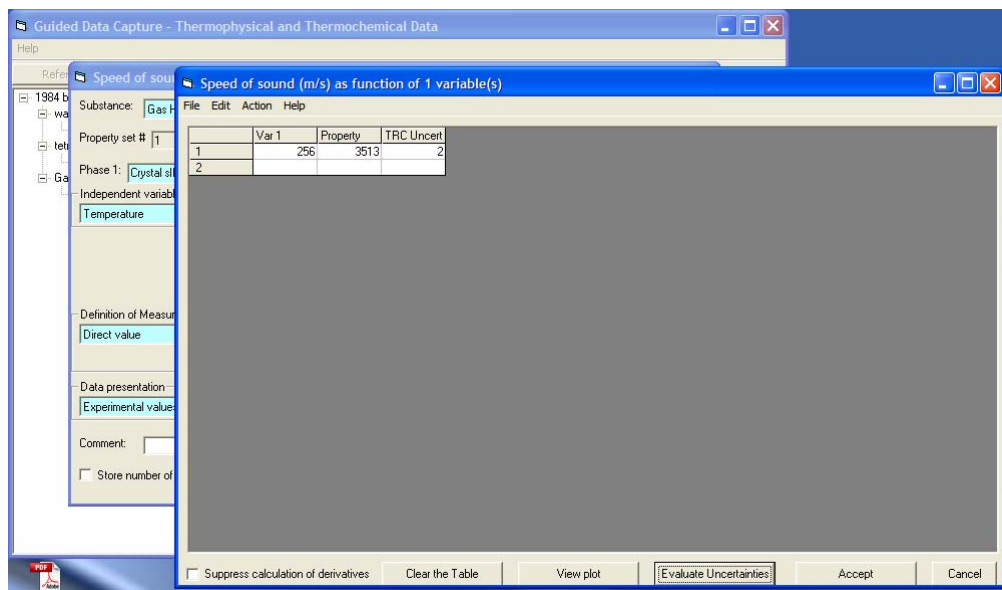 Guided Data Capture - Thermophysical and Thermochemical Data
Help
Refer
1984 b
wa
tetr
Ga
Speed of sou
Substance: Gas H
Property set # 1
Phase 1: Crystal
Independent variabl
Temperature
Definition of Measur
Direct value
Data presentation
Experimental value
Comment:
Store number of
Speed of sound (m/s) as function of 1 variable(s)
File Edit Action Help
Var 1 Property TRC Uncert
1 256 3513 2
2
Suppress calculation of derivatives Clear the Table View plot Evaluate Uncertainties Accept Cancel
PDF
Adobe